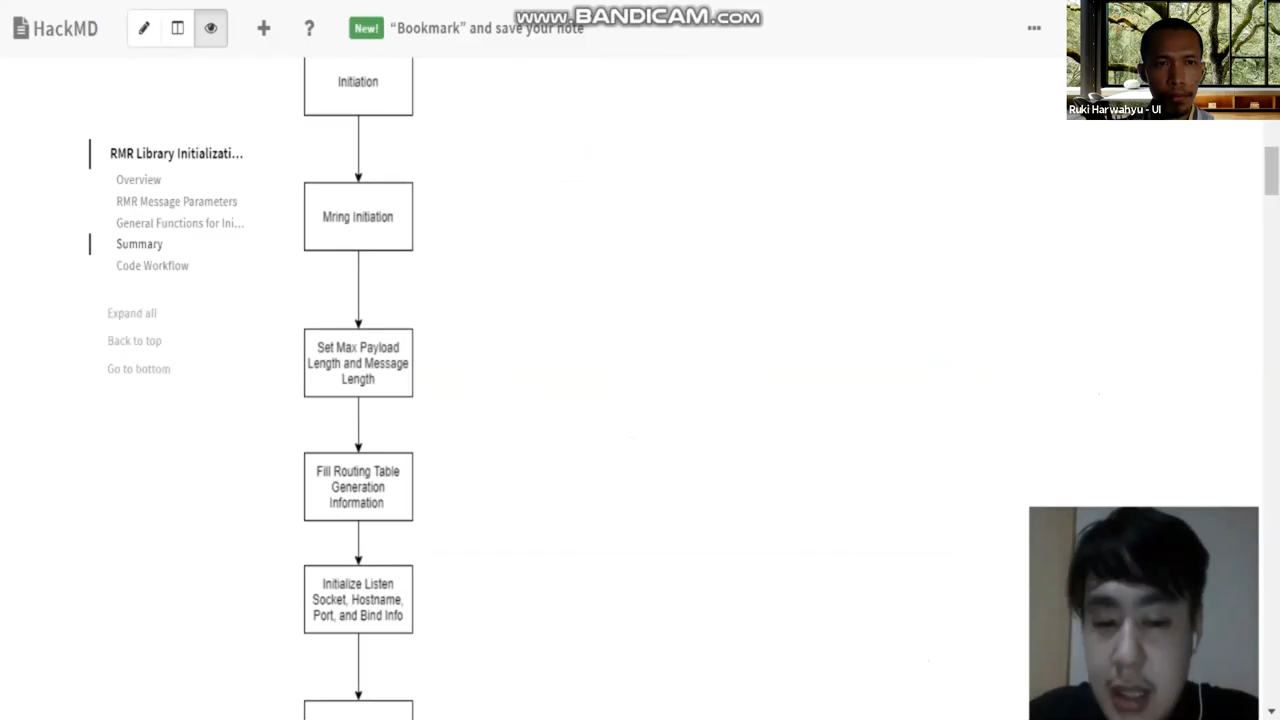 HackMD
New! “Bookmark” and save your note
www.BANDICAM.com
Ruki Harwahyu - UI
RMR Library Initializati...
Overview
RMR Message Parameters
General Functions for Ini...
Summary
Code Workflow
Expall all
Back to top
Go to bottom
Initiation
Mring Initiation
Set Max Payload
Length and Message
Length
Fill Routing Table
Generation
Information
Initialize Listen
Socket, Hostname,
Port, and Bind Info